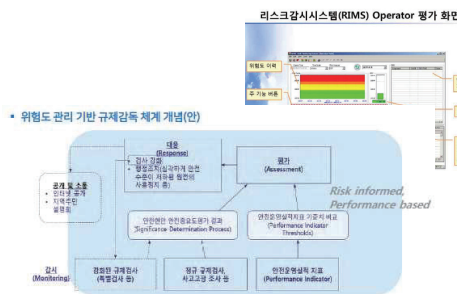 리스크감시시스템(RIMS) Operator 평가 화면
위험도 이력
주 기능 버튼
▪ 위험도 관리 기반 규제감독 체계 개념(안)
대응
(Response)
- 검사 강화
- 행정조치(심각하게 안전
수준이 저하된 원전의
사용정지 등)
평가
(Assessment)
공개 및 소통
- 인터넷 공개
- 지역주민
설명회
Risk informed,
Performance based
안전현안 안전중요도평가 결과
(Significance Determination Process)
안전운영실적지표 기준치 비교
(Performance Indicator
Thresholds)
감시
(Monitoring)
강화된 규제검사
(특별검사 등)
정규 규제검사,
사고고장 조사 등
안전운영실적 지표
(Performance Indicator)